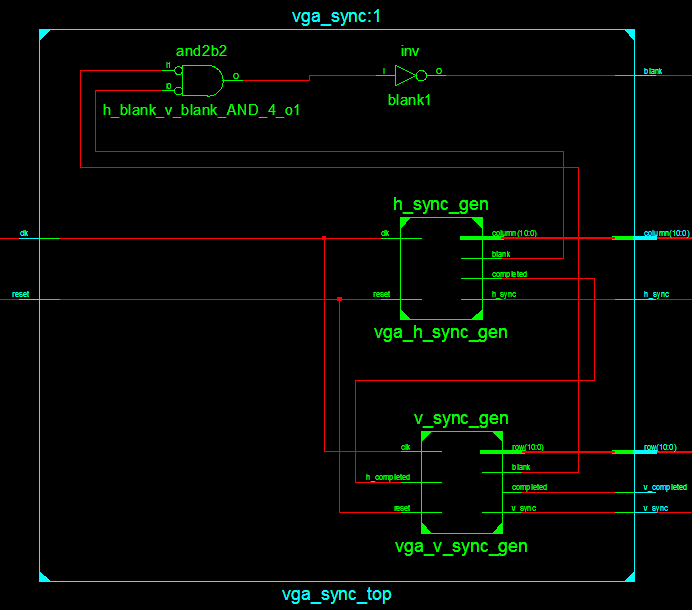 vga_sync:1
and2b2
inv
I1
O
I
O
blank
I0
h_blank_v_blank_AND_4_o1
blank1
h_sync_gen
clk
clk
column(10:0)
column(10:0)
blank
completed
reset
reset
h_sync
h_sync
vga_h_sync_gen
v_sync_gen
clk
row(10:0)
row(10:0)
blank
h_completed
completed
v_completed
reset
v_sync
v_sync
vga_v_sync_gen
vga_sync_top